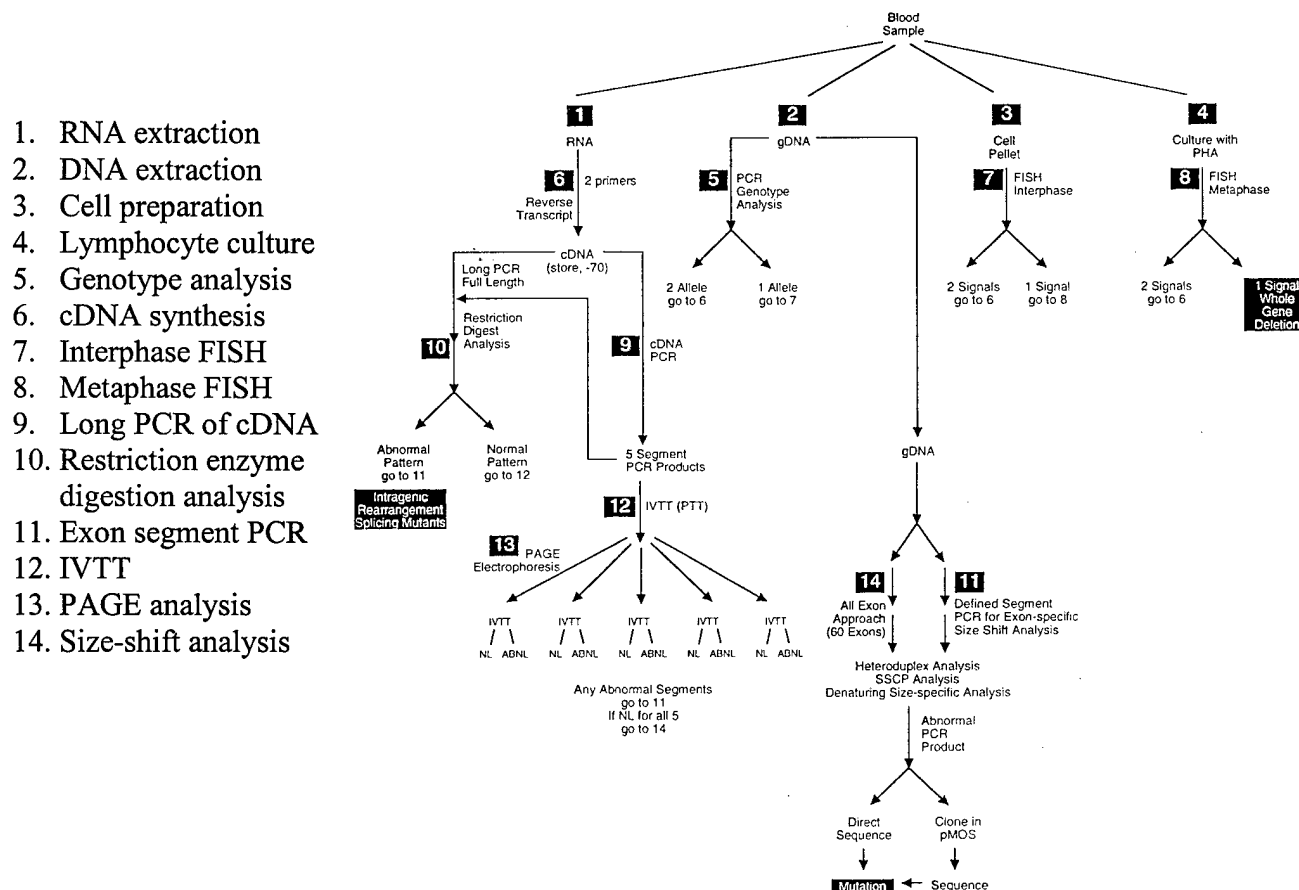 1. RNA extraction
2. DNA extraction
3. Cell preparation
4. Lymphocyte culture
5. Genotype analysis
6. cDNA synthesis
7. Interphase FISH
8. Metaphase FISH
9. Long PCR of cDNA
10. Restriction enzyme
digestion analysis
11. Exon segment PCR
12. IVTT
13. PAGE analysis
14. Size-shift analysis
Blood
Sample
1
RNA
2
gDNA
3
Cell
Pellet
4
Culture with
PHA
6
2 primers
Reverse
Transcript
5
PCR
Genotype
Analysis
7
FISH
Interphase
8
FISH
Metaphase
cDNA
(store, -70)
2 Allele
go to 6
1 Allele
go to 7
2 Signals
go to 6
1 Signal
go to 8
2 Signals
go to 6
1 Signal
Whole
Gene
Deletion
Long PCR
Full Length
Restriction
Digest
Analysis
10
9
cDNA
PCR
Abnormal
Pattern
go to 11
Intragenic
Rearrangement
Splicing Mutants
Normal
Pattern
go to 12
5 Segment
PCR Products
gDNA
12
IVTT (PTT)
13
PAGE
Electrophoresis
IVTT
NL ABNL
IVTT
NL ABNL
IVTT
NL ABNL
IVTT
NL ABNL
IVTT
NL ABNL
Any Abnormal Segments
go to 11
If NL for all 5
go to 14
14
All Exon
Approach
(60 Exons)
11
Defined Segment
PCR for Exon-specific
Size Shift Analysis
Heteroduplex Analysis
SSCP Analysis
Denaturing Size-specific Analysis
Abnormal
PCR
Product
Direct
Sequence
Clone in
pMOS
Mutation
Sequence